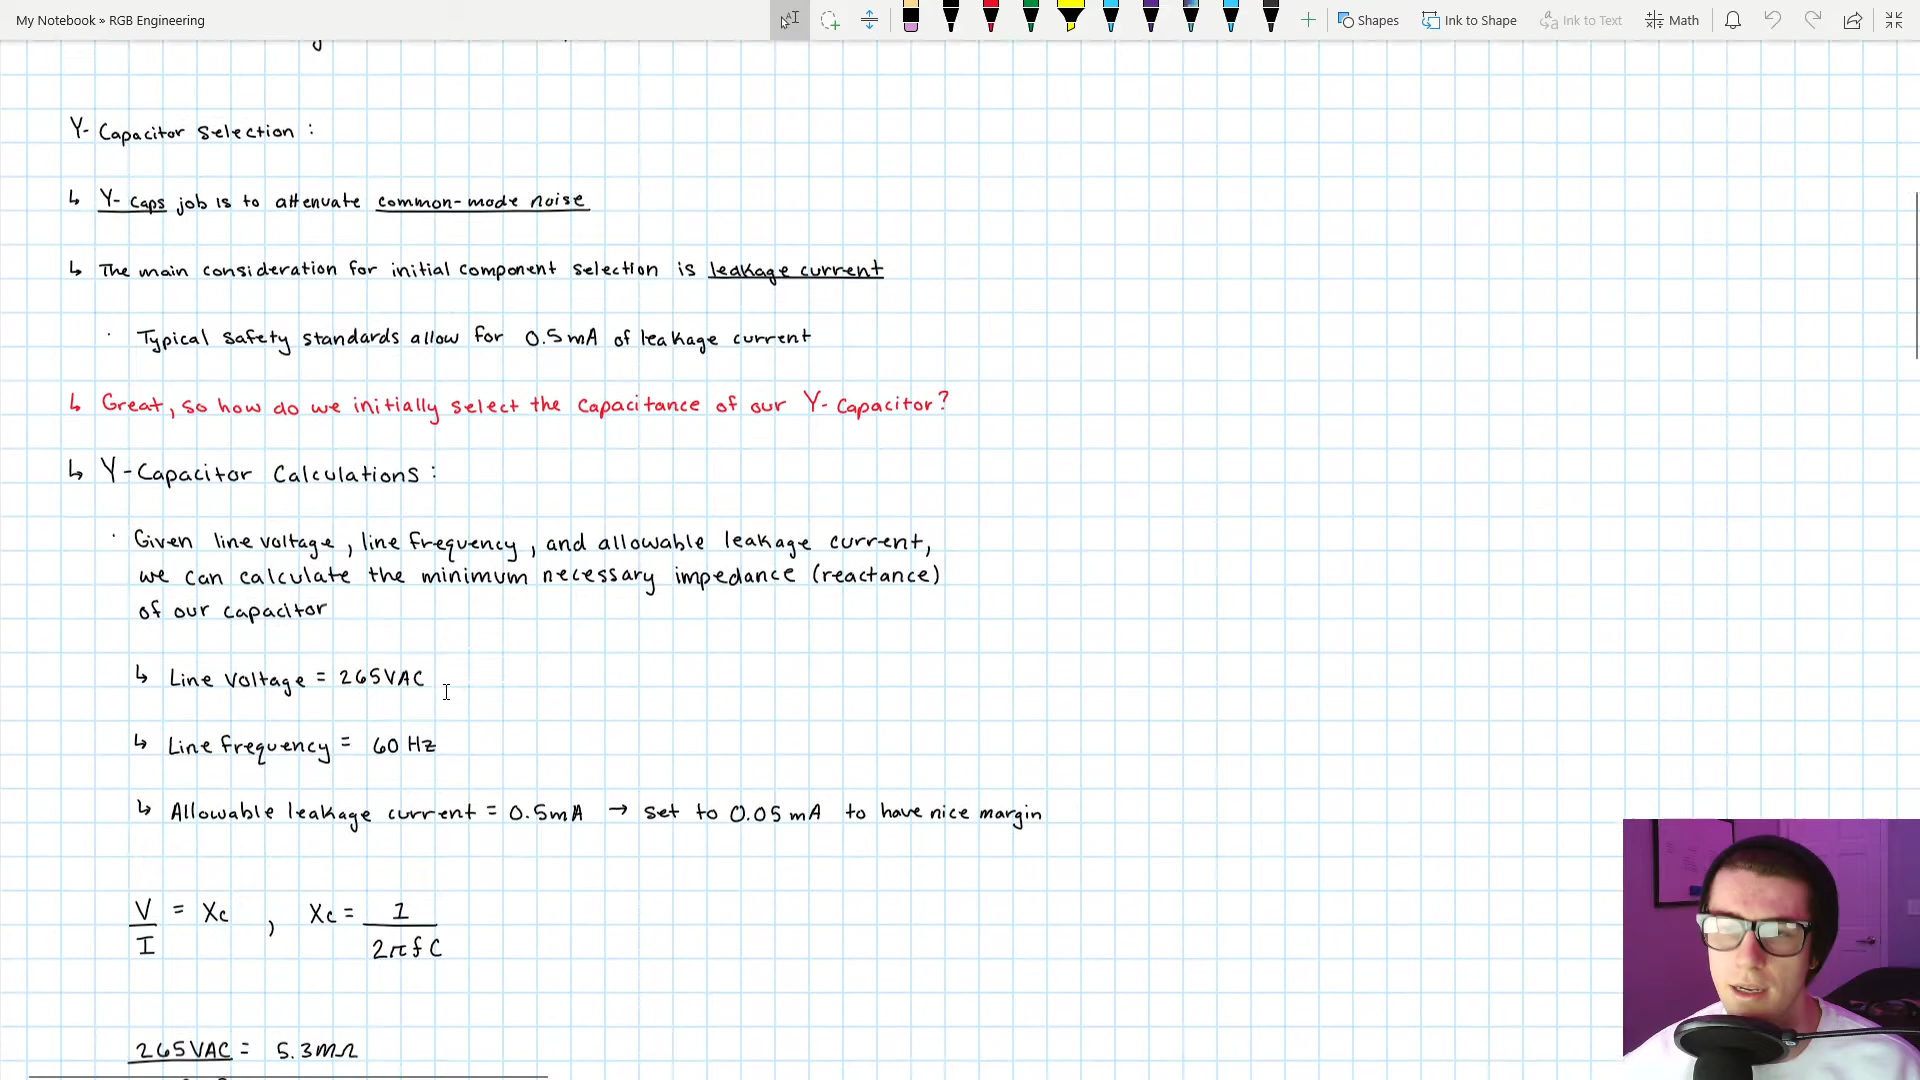 My Notebook » RGB Engineering
Shapes
Ink to Shape
Ink to Text
Math
Y-Capacitor Selection :
↳ Y-Caps job is to attenuate common-mode noise
↳ The main consideration for initial component selection is leakage current
· Typical safety standards allow for 0.5mA of leakage current
↳ Great, so how do we initially select the capacitance of our Y-Capacitor?
↳ Y-Capacitor Calculations :
· Given line voltage, line frequency, and allowable leakage current,
we can calculate the minimum necessary impedance (reactance)
of our capacitor
↳ Line Voltage = 265VAC
↳ Line frequency = 60 Hz
↳ Allowable leakage current = 0.5mA → set to 0.05mA to have nice margin
V/I = Xc , Xc = 1/2πfC
265VAC = 5.3MΩ